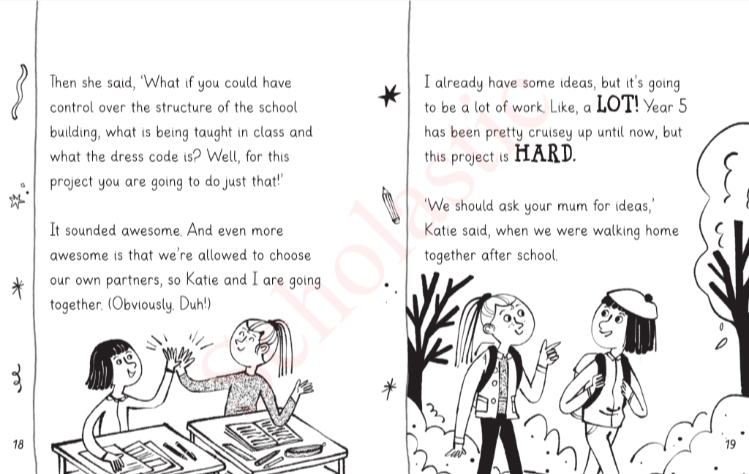 Then she said, ‘What if you could have
control over the structure of the school
building, what is being taught in class and
what the dress code is? Well, for this
project you are going to do just that!’
It sounded awesome. And even more
awesome is that we’re allowed to choose
our own partners, so Katie and I are going
together. (Obviously. Duh!)
18
I already have some ideas, but it’s going
to be a lot of work. Like, a LOT! Year 5
has been pretty cruisey up until now, but
this project is HARD.
‘We should ask your mum for ideas,’
Katie said, when we were walking home
together after school.
19
Scholastic